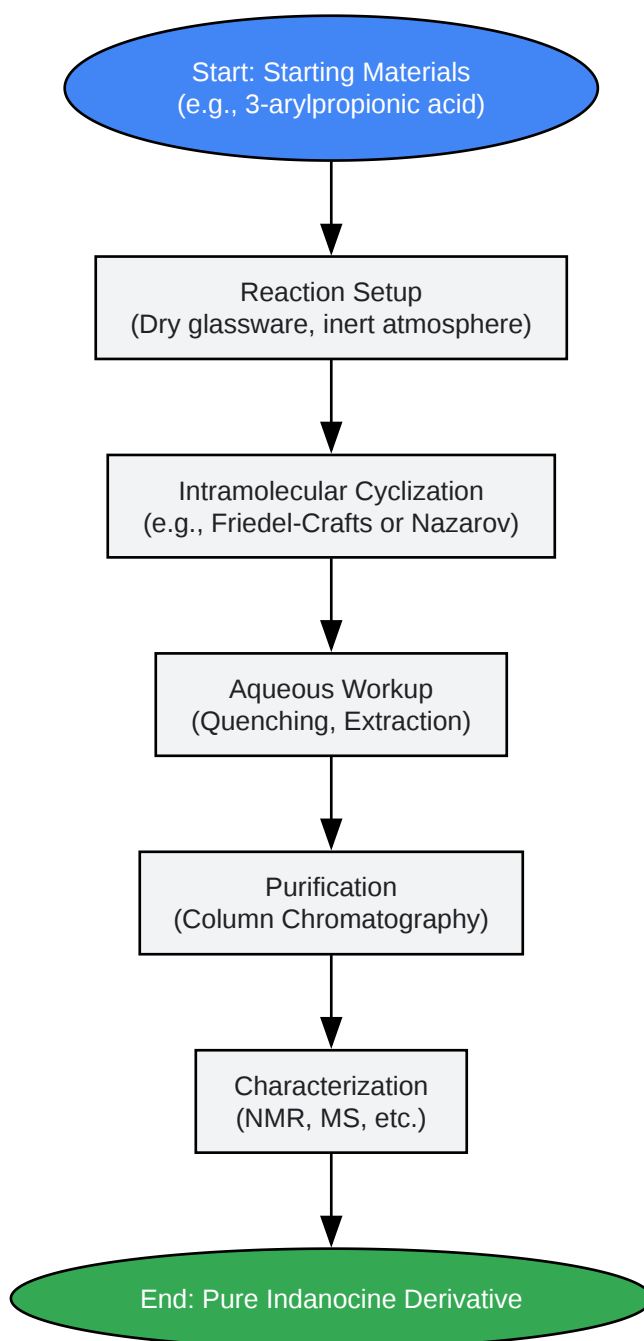 Start: Starting Materials
(e.g., 3-arylpropionic acid)
Reaction Setup
(Dry glassware, inert atmosphere)
Intramolecular Cyclization
(e.g., Friedel-Crafts or Nazarov)
Aqueous Workup
(Quenching, Extraction)
Purification
(Column Chromatography)
Characterization
(NMR, MS, etc.)
End: Pure Indanocine Derivative